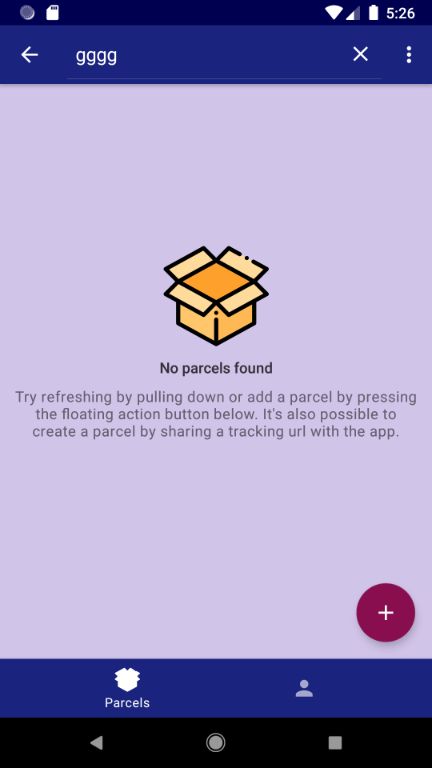 5:26
gggg
No parcels found
Try refreshing by pulling down or add a parcel by pressing
the floating action button below. It's also possible to
create a parcel by sharing a tracking url with the app.
Parcels